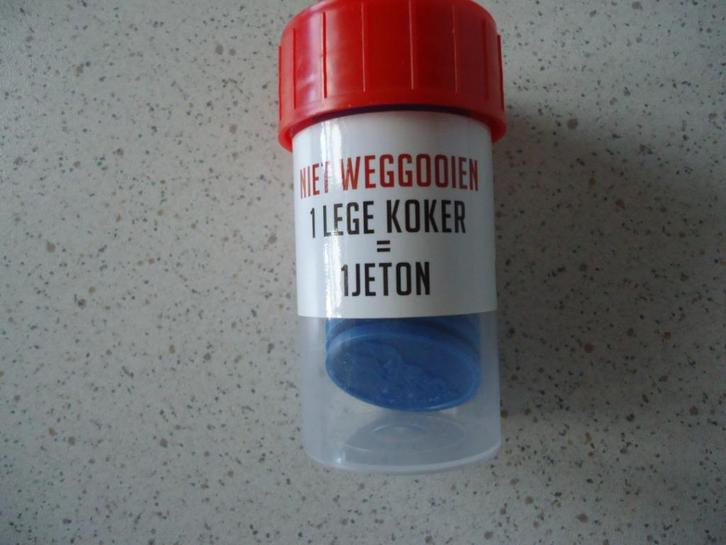 NIET WEGGOOIEN
1 LEGE KOKER
=
1JETON